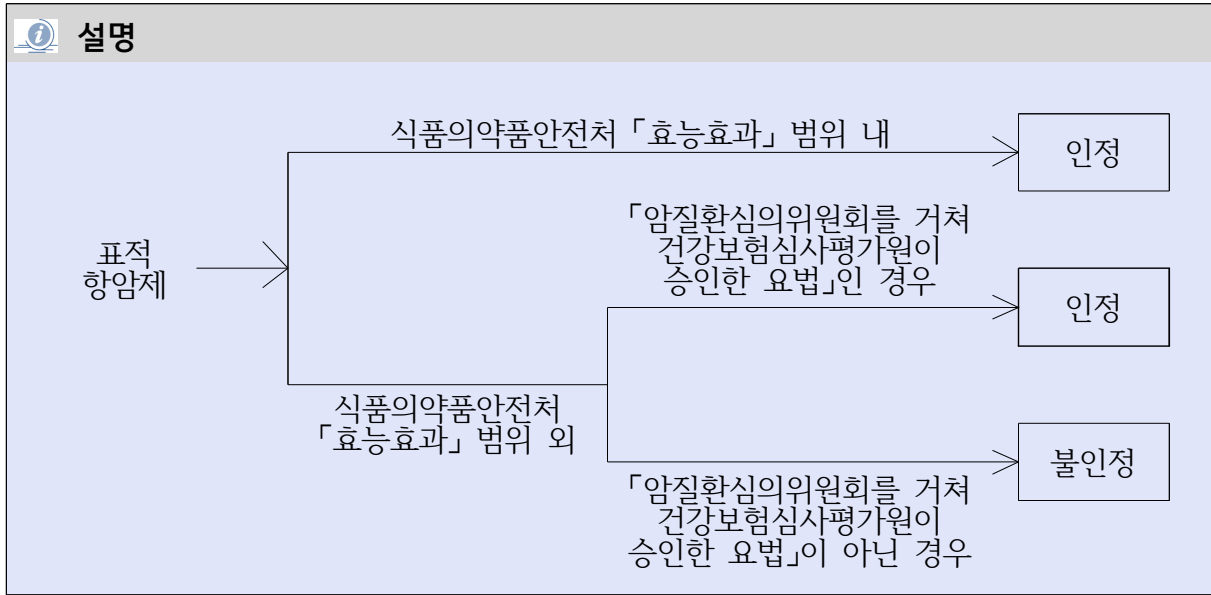 설명
식품의약품안전처「효능효과」범위 내
인정
「암질환심의위원회를 거쳐
건강보험심사평가원이
승인한 요법」인 경우
인정
표적
항암제
식품의약품안전처
「효능효과」범위 외
불인정
「암질환심의위원회를 거쳐
건강보험심사평가원이
승인한 요법」이 아닌 경우